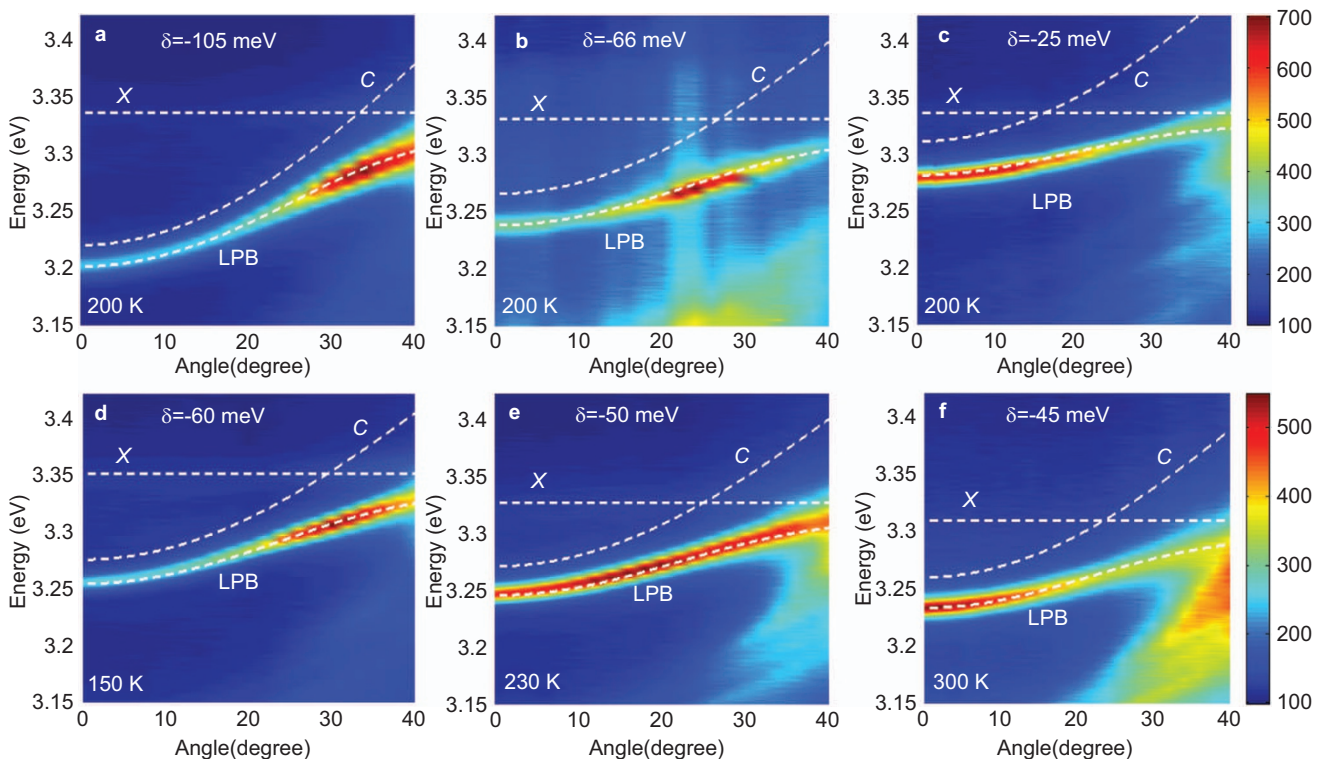 a δ=-105 meV
Energy (eV)
3.4
3.35
3.3
3.25
3.2
3.15
X
C
LPB
200 K
0 10 20 30 40
Angle(degree)
b δ=-66 meV
Energy (eV)
3.4
3.35
3.3
3.25
3.2
3.15
X
C
LPB
200 K
0 10 20 30 40
Angle(degree)
c δ=-25 meV
Energy (eV)
3.4
3.35
3.3
3.25
3.2
3.15
X
C
LPB
200 K
0 10 20 30 40
Angle(degree)
700
600
500
400
300
200
100
d δ=-60 meV
Energy (eV)
3.4
3.35
3.3
3.25
3.2
3.15
X
C
LPB
150 K
0 10 20 30 40
Angle(degree)
e δ=-50 meV
Energy (eV)
3.4
3.35
3.3
3.25
3.2
3.15
X
C
LPB
230 K
0 10 20 30 40
Angle(degree)
f δ=-45 meV
Energy (eV)
3.4
3.35
3.3
3.25
3.2
3.15
X
C
LPB
300 K
0 10 20 30 40
Angle(degree)
500
400
300
200
100